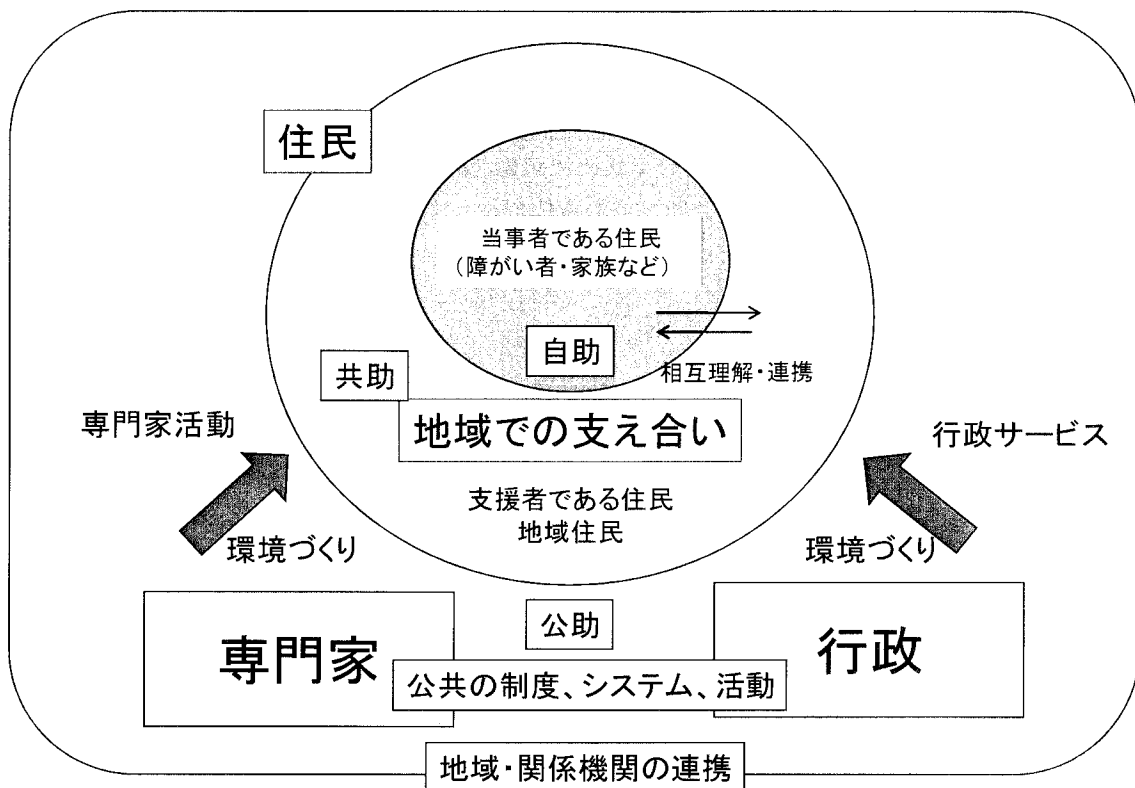 住民
当事者である住民
（障がい者・家族など）
自助
共助
相互理解・連携
地域での支え合い
専門家活動
行政サービス
支援者である住民
地域住民
環境づくり
環境づくり
公助
専門家
行政
公共の制度、システム、活動
地域・関係機関の連携